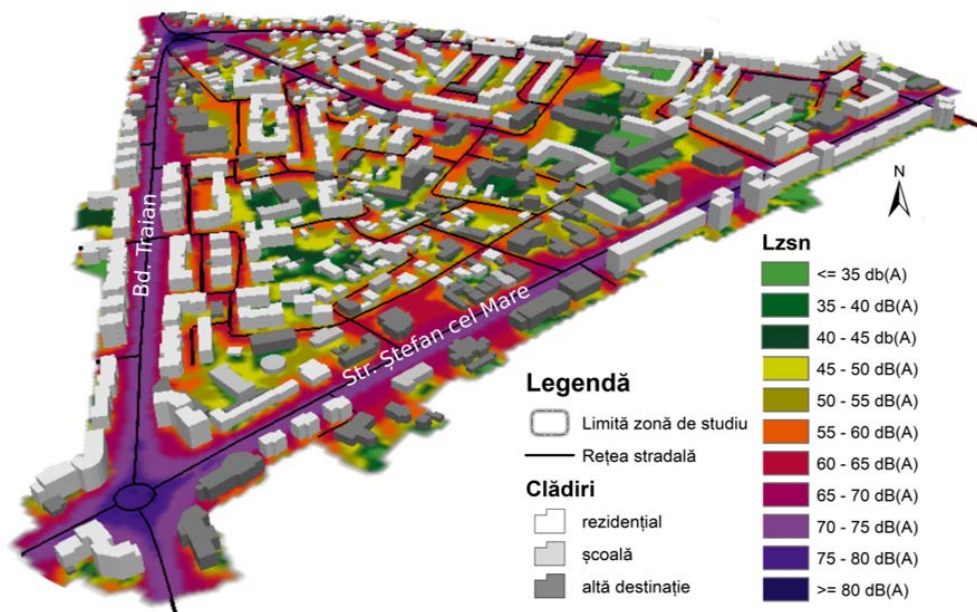 Bd. Traian
Str. Ștefan cel Mare
N
Legendă
Limită zonă de studiu
Rețea stradală
Clădiri
rezidențial
școală
altă destinație
Lzsn
<= 35 db(A)
35 - 40 dB(A)
40 - 45 db(A)
45 - 50 dB(A)
50 - 55 dB(A)
55 - 60 dB(A)
60 - 65 dB(A)
65 - 70 dB(A)
70 - 75 dB(A)
75 - 80 dB(A)
>= 80 dB(A)